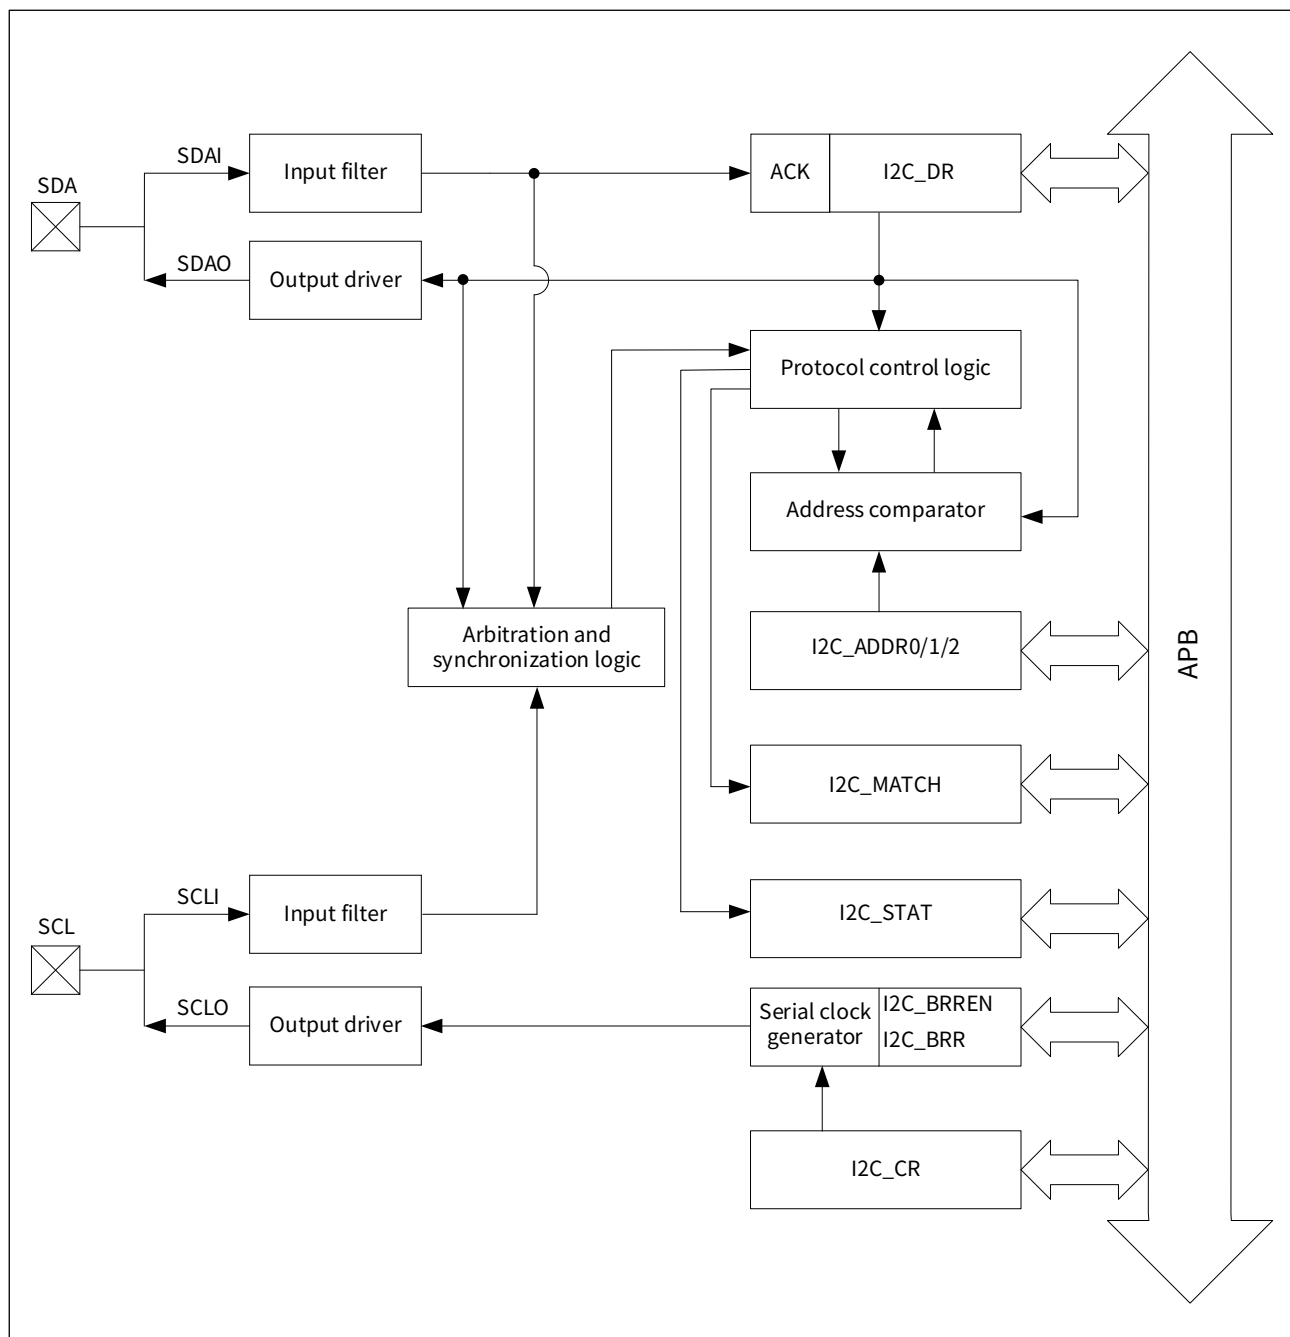 SDA
SDAI
Input filter
ACK
I2C_DR
SDAO
Output driver
Protocol control logic
Address comparator
Arbitration and
synchronization logic
I2C_ADDR0/1/2
APB
I2C_MATCH
SCL
SCLI
Input filter
I2C_STAT
SCLO
Output driver
Serial clock
generator
I2C_BRREN
I2C_BRR
I2C_CR